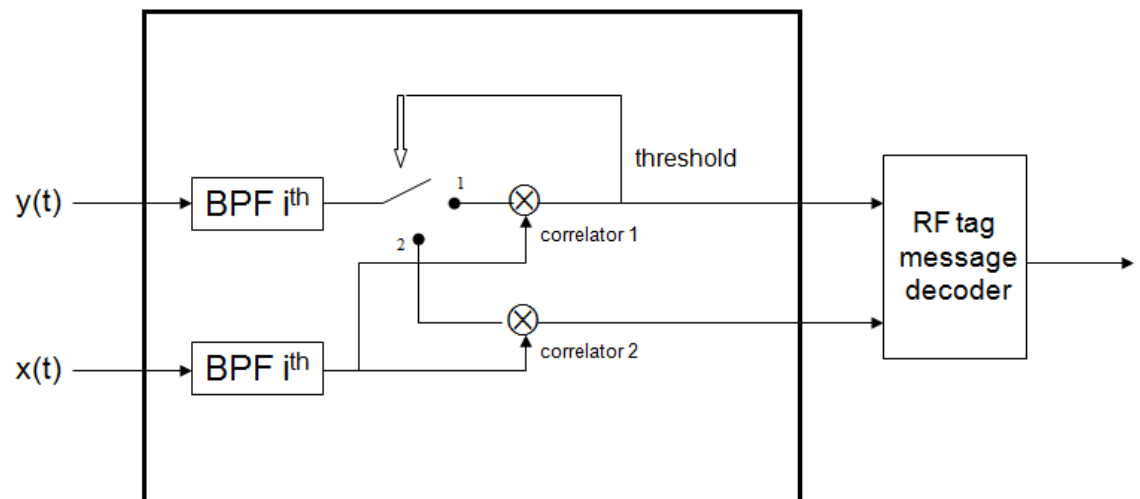 threshold
y(t)
BPF iᵗʰ
1
correlator 1
2
RF tag
message
decoder
x(t)
BPF iᵗʰ
correlator 2